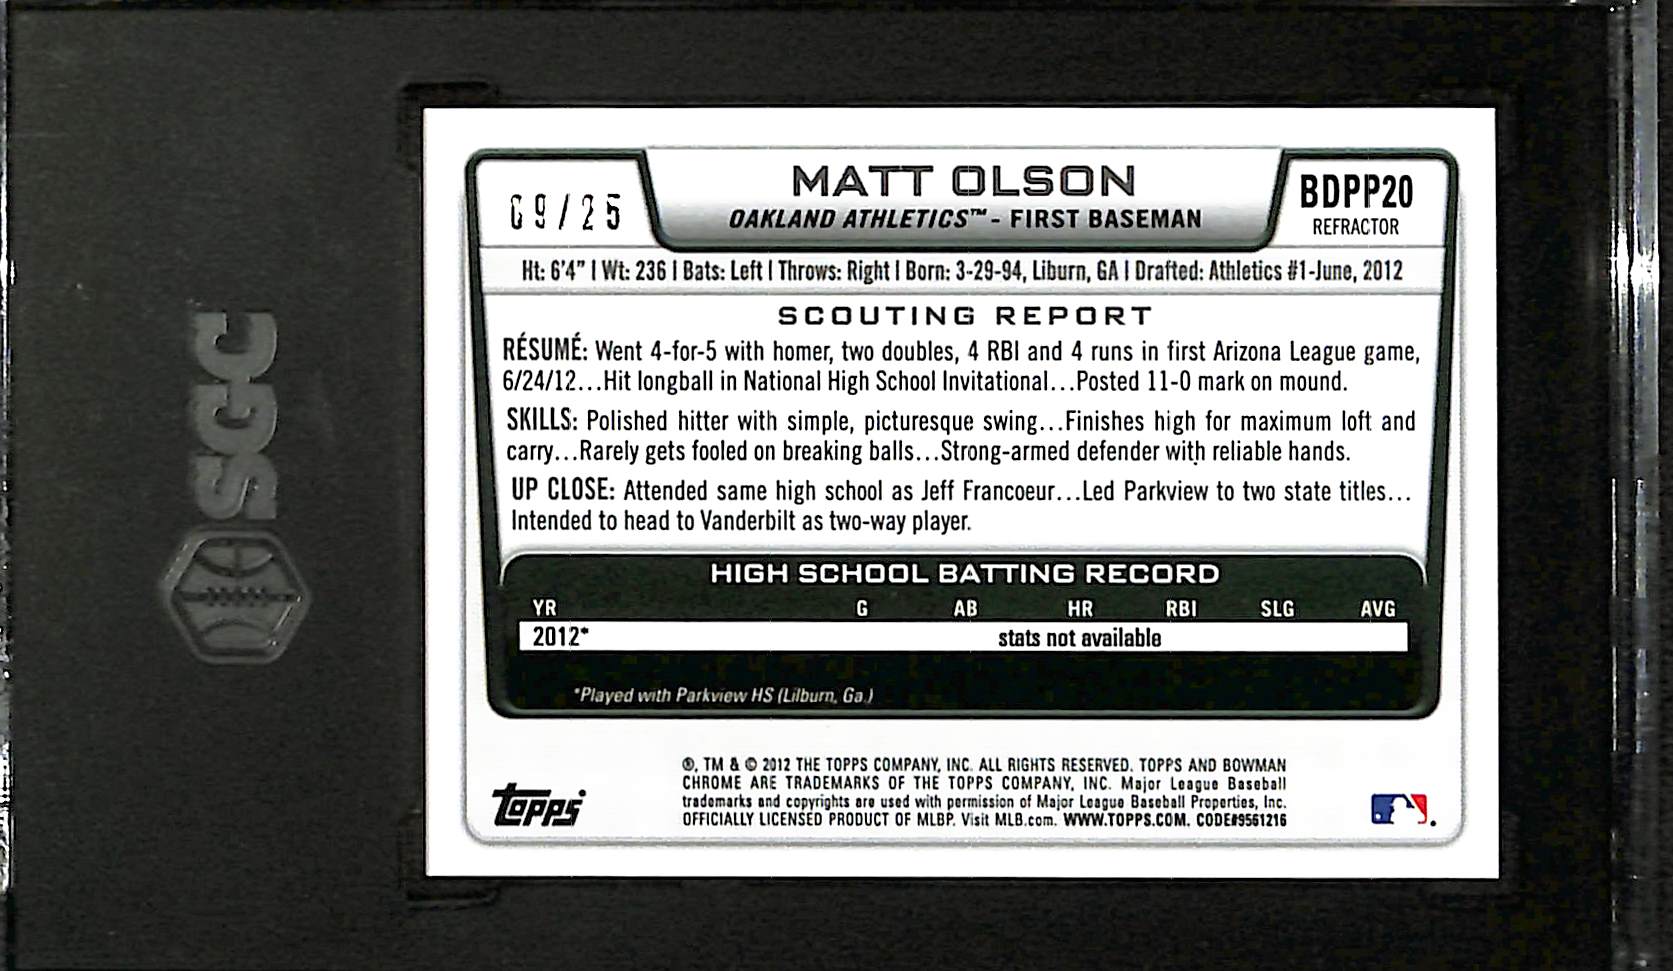 SGC
09/25
MATT OLSON
OAKLAND ATHLETICS™ - FIRST BASEMAN
BDPP20
REFRACTOR
Ht: 6'4" | Wt: 236 | Bats: Left | Throws: Right | Born: 3-29-94, Liburn, GA | Drafted: Athletics #1-June, 2012
SCOUTING REPORT
RÉSUMÉ: Went 4-for-5 with homer, two doubles, 4 RBI and 4 runs in first Arizona League game,
6/24/12...Hit longball in National High School Invitational...Posted 11-0 mark on mound.
SKILLS: Polished hitter with simple, picturesque swing...Finishes high for maximum loft and
carry...Rarely gets fooled on breaking balls...Strong-armed defender with reliable hands.
UP CLOSE: Attended same high school as Jeff Francoeur...Led Parkview to two state titles...
Intended to head to Vanderbilt as two-way player.
HIGH SCHOOL BATTING RECORD
YR G AB HR RBI SLG AVG
2012* stats not available
*Played with Parkview HS (Lilburn, Ga.)
®, TM & © 2012 THE TOPPS COMPANY, INC. ALL RIGHTS RESERVED. TOPPS AND BOWMAN
CHROME ARE TRADEMARKS OF THE TOPPS COMPANY, INC. Major League Baseball
trademarks and copyrights are used with permission of Major League Baseball Properties, Inc.
OFFICIALLY LICENSED PRODUCT OF MLBP. Visit MLB.com. WWW.TOPPS.COM. CODE#9561216
topps